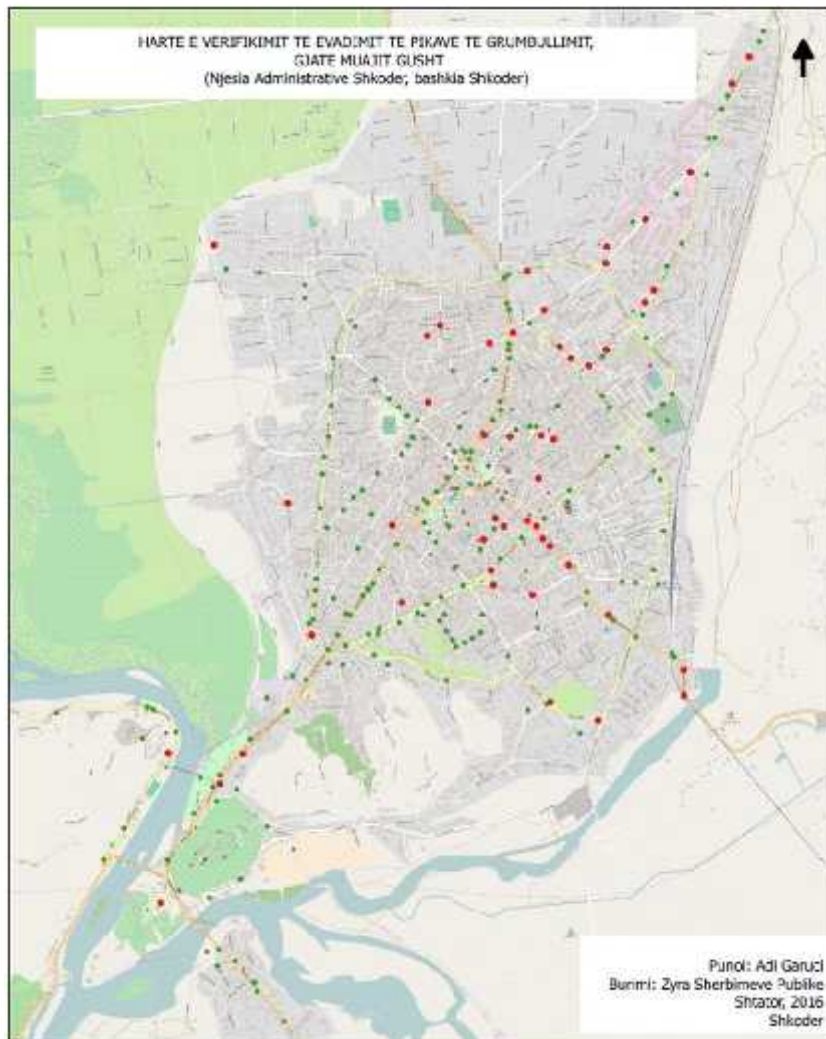 HARTE E VERIFIKIMIT TE EVADIMIT TE PIKAVE TE GRUMBULLIMIT,
GJATE MUAJIT GUSHT
(Njesia Administrative Shkoder, bashkia Shkoder)
Punoi: Adi Garuci
Burimi: Zyra Sherbimeve Publike
Shtator, 2016
Shkoder